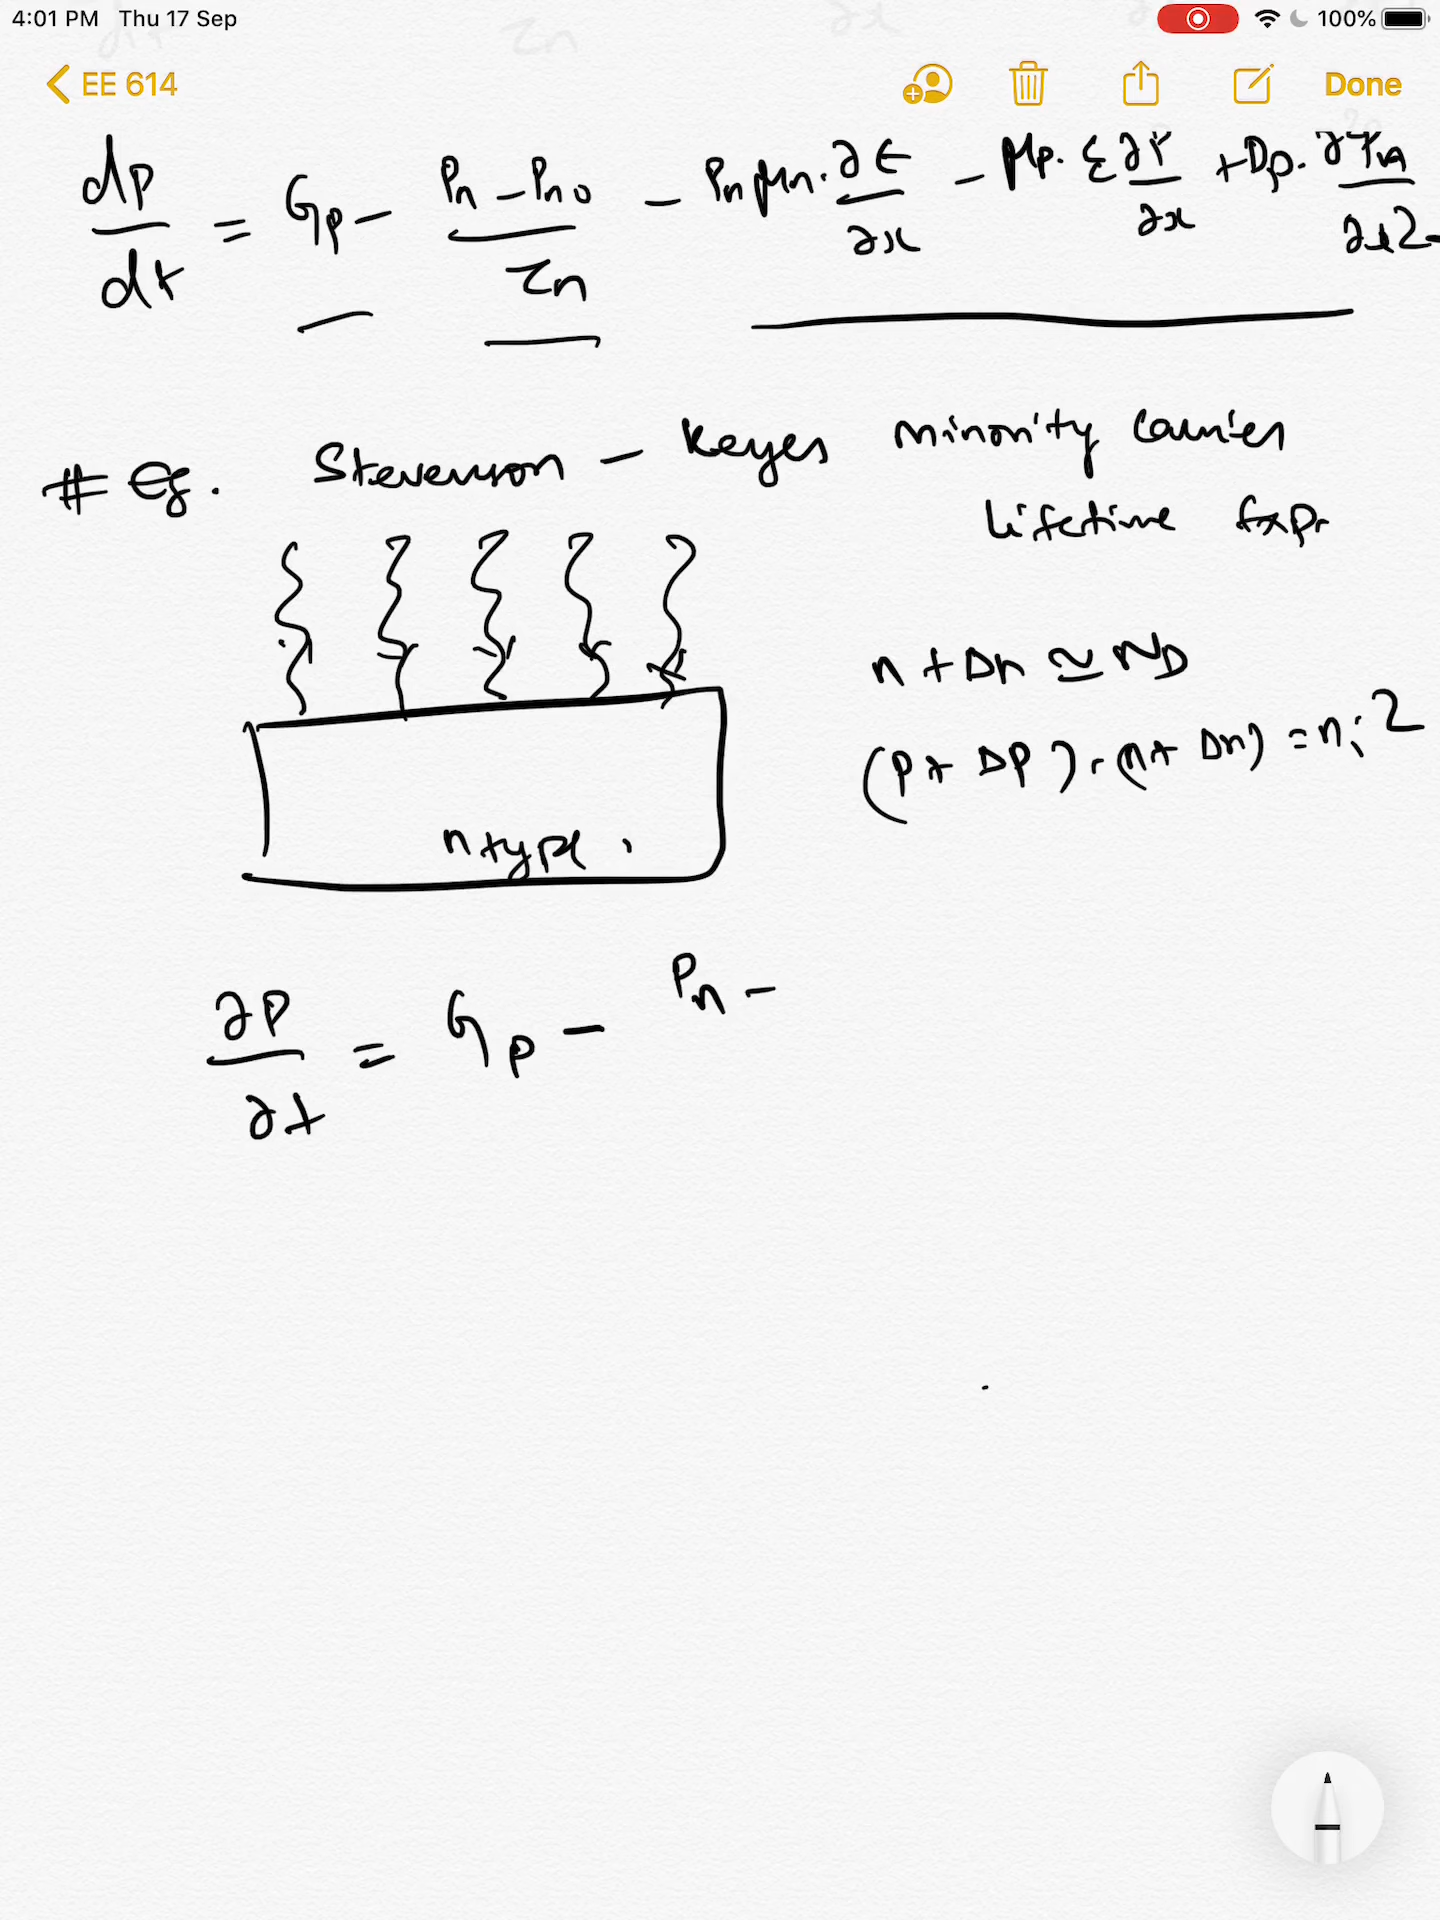 4:01 PM Thu 17 Sep 100%
EE 614 Done
dp/dt = Gp - (Pn - Pno)/τn - Pn μn · ∂E/∂x - μp · ε ∂P/∂x + Dp · ∂²Pn/∂x²
# Eg. Stevenson - Keyes minority carrier
lifetime Expr
n + Δn ≃ ND
(P + ΔP) · (n + Δn) = ni²
n type
∂P/∂t = Gp - Pn -